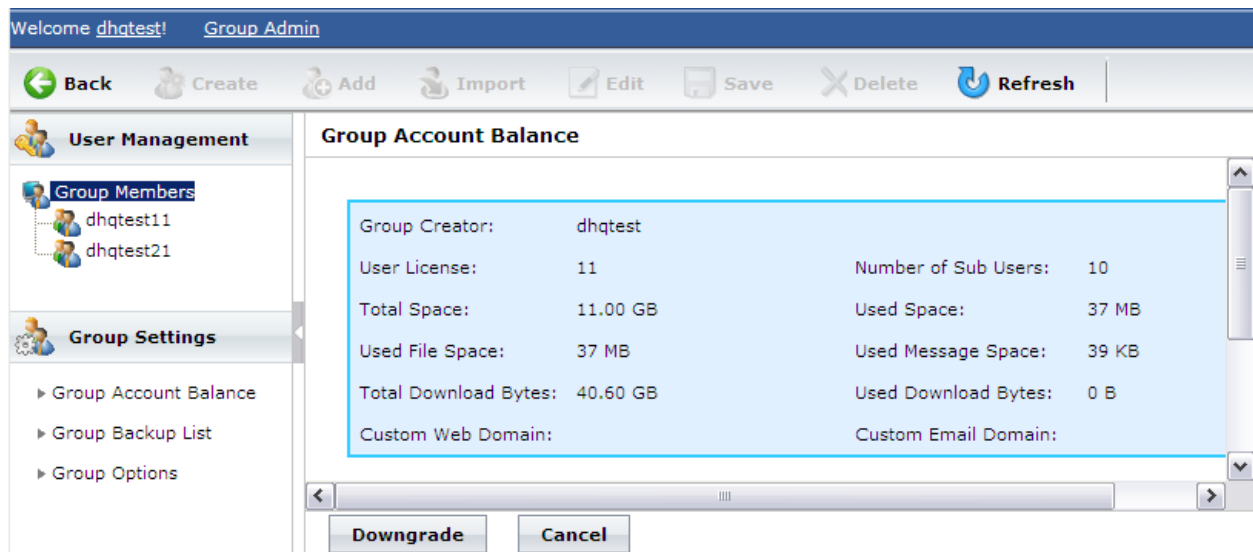 Welcome dhqtest! Group Admin
Back Create Add Import Edit Save Delete Refresh
User Management
Group Members
dhqtest11
dhqtest21
Group Settings
Group Account Balance
Group Backup List
Group Options
Group Account Balance
Group Creator: dhqtest
User License: 11 Number of Sub Users: 10
Total Space: 11.00 GB Used Space: 37 MB
Used File Space: 37 MB Used Message Space: 39 KB
Total Download Bytes: 40.60 GB Used Download Bytes: 0 B
Custom Web Domain: Custom Email Domain:
Downgrade Cancel